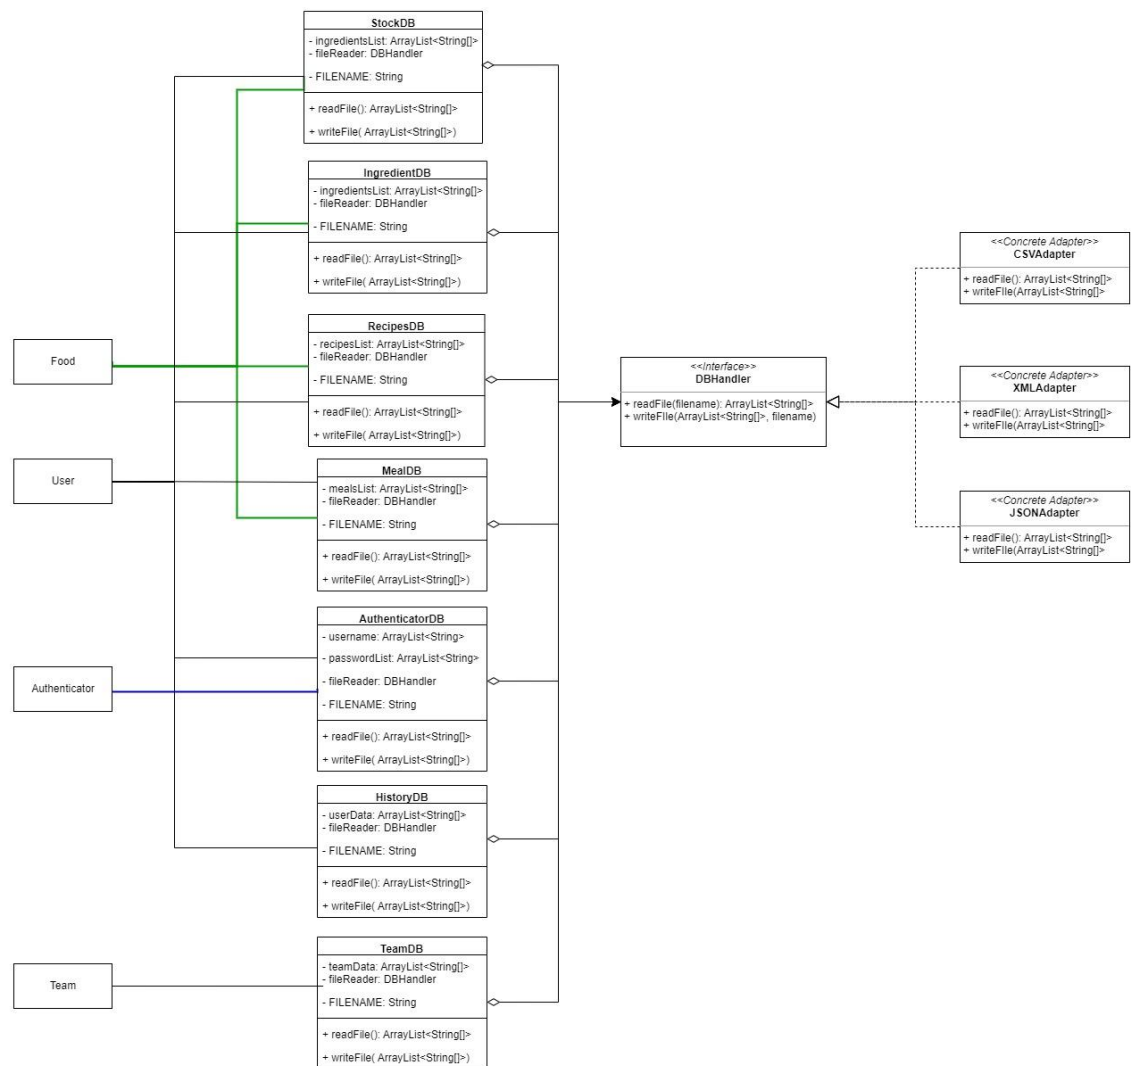 StockDB
- ingredientsList: ArrayList<String[]>
- fileReader: DBHandler
- FILENAME: String
+ readFile(): ArrayList<String[]>
+ writeFile( ArrayList<String[]>)
IngredientDB
- ingredientsList: ArrayList<String[]>
- fileReader: DBHandler
- FILENAME: String
+ readFile(): ArrayList<String[]>
+ writeFile( ArrayList<String[]>)
RecipesDB
- recipesList: ArrayList<String[]>
- fileReader: DBHandler
- FILENAME: String
+ readFile(): ArrayList<String[]>
+ writeFile( ArrayList<String[]>)
MealDB
- mealsList: ArrayList<String[]>
- fileReader: DBHandler
- FILENAME: String
+ readFile(): ArrayList<String[]>
+ writeFile( ArrayList<String[]>)
AuthenticatorDB
- username: ArrayList<String>
- passwordList: ArrayList<String>
- fileReader: DBHandler
- FILENAME: String
+ readFile(): ArrayList<String[]>
+ writeFile( ArrayList<String[]>)
HistoryDB
- userData: ArrayList<String[]>
- fileReader: DBHandler
- FILENAME: String
+ readFile(): ArrayList<String[]>
+ writeFile( ArrayList<String[]>)
TeamDB
- teamData: ArrayList<String[]>
- fileReader: DBHandler
- FILENAME: String
+ readFile(): ArrayList<String[]>
+ writeFile( ArrayList<String[]>)
Food
User
Authenticator
Team
<<Interface>>
DBHandler
+ readFile(filename): ArrayList<String[]>
+ writeFIle(ArrayList<String[]>, filename)
<<Concrete Adapter>>
CSVAdapter
+ readFile(): ArrayList<String[]>
+ writeFIle(ArrayList<String[]>
<<Concrete Adapter>>
XMLAdapter
+ readFile(): ArrayList<String[]>
+ writeFIle(ArrayList<String[]>
<<Concrete Adapter>>
JSONAdapter
+ readFile(): ArrayList<String[]>
+ writeFIle(ArrayList<String[]>